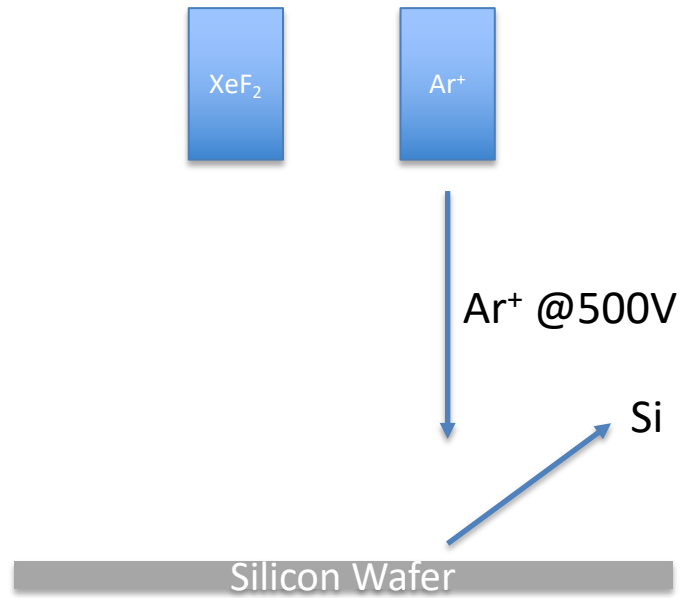 XeF₂
Ar⁺
Ar⁺ @500V
Si
Silicon Wafer